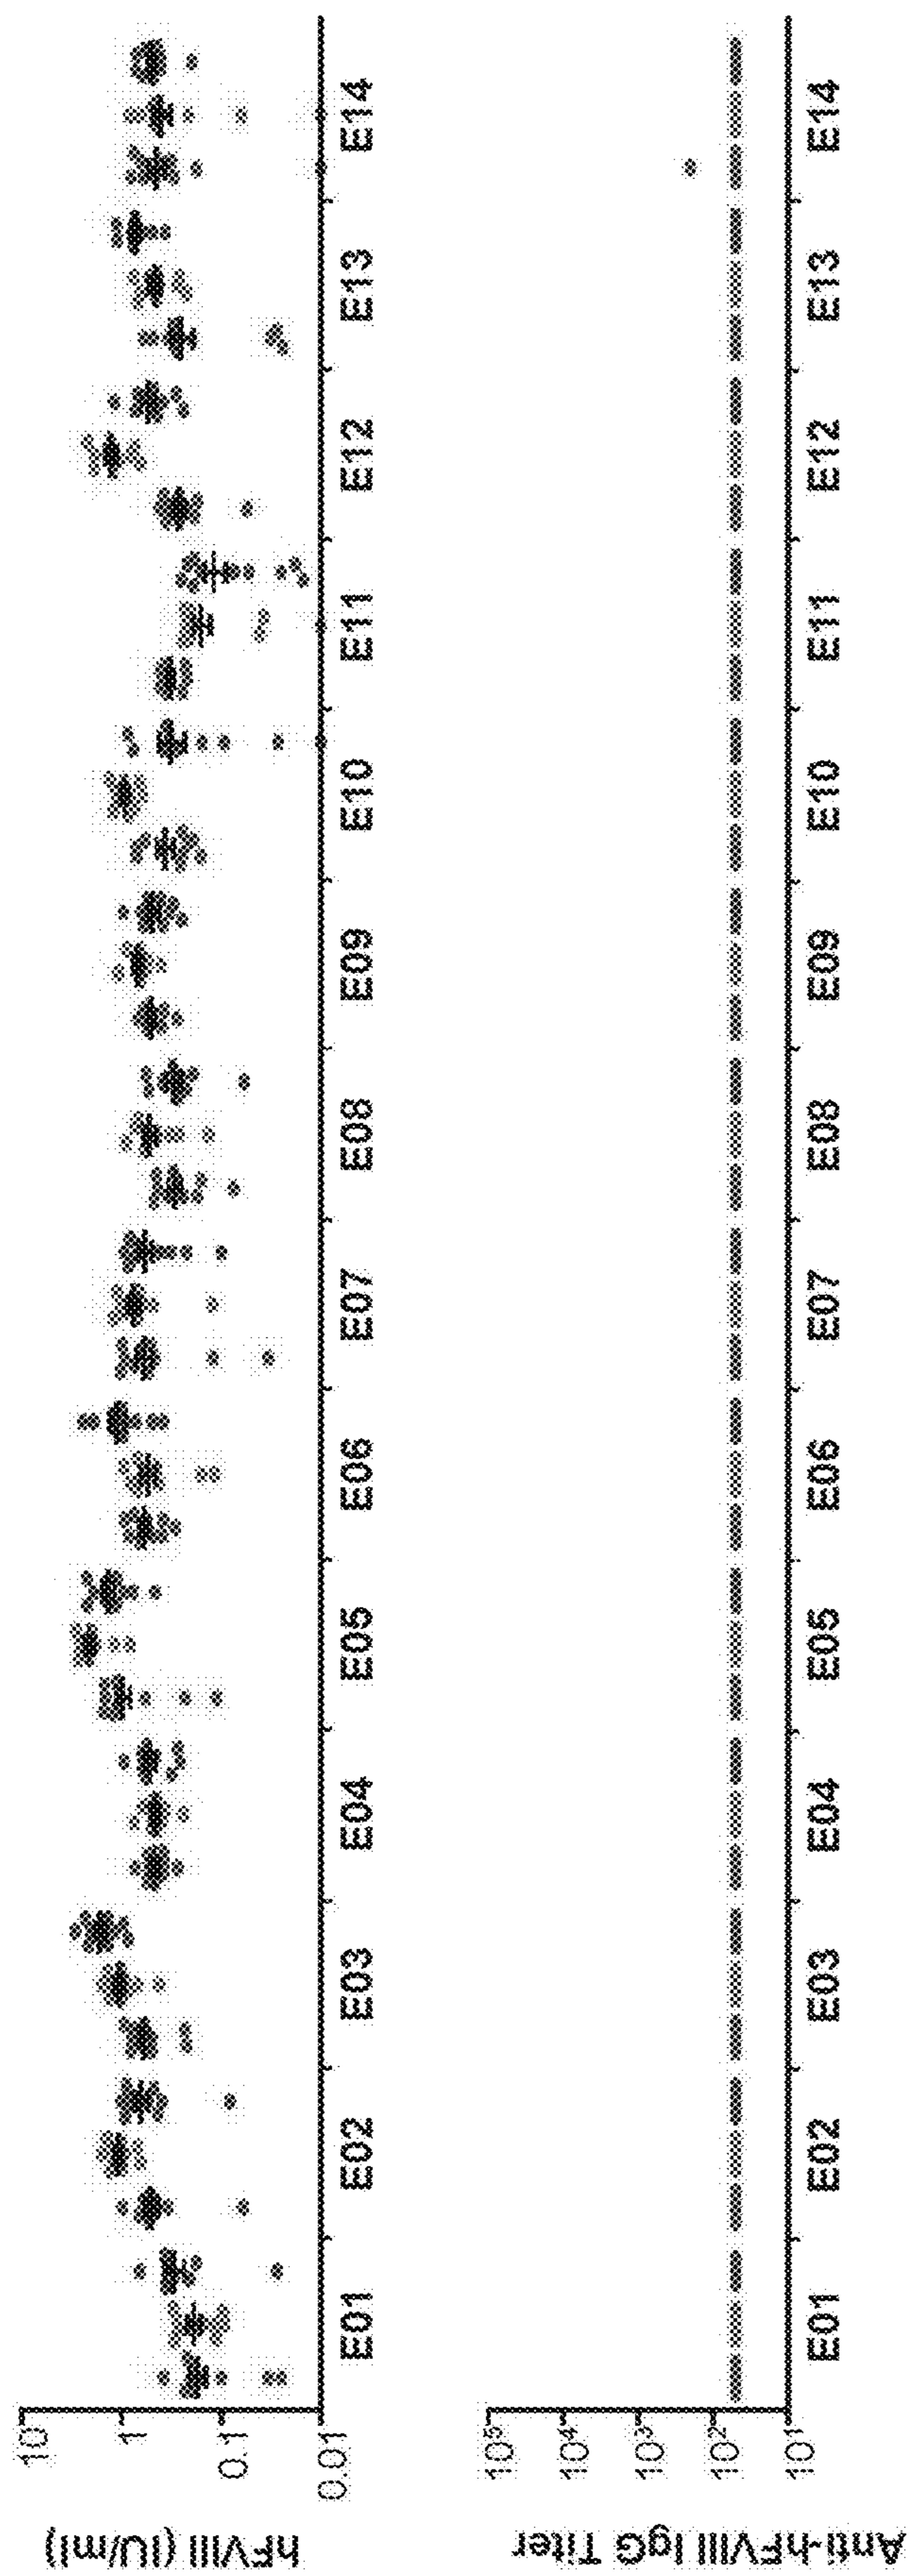 hFVIII (IU/ml)
10
1
0.1
0.01
E01 E02 E03 E04 E05 E06 E07 E08 E09 E10 E11 E12 E13 E14
Anti-hFVIII IgG Titer
10⁵
10⁴
10³
10²
10¹
E01 E02 E03 E04 E05 E06 E07 E08 E09 E10 E11 E12 E13 E14